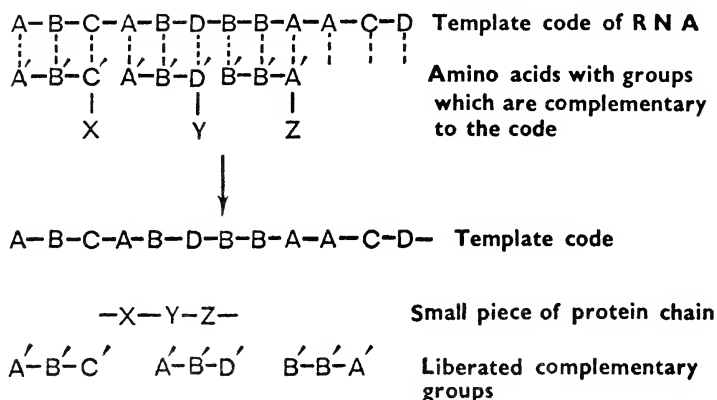 A-B-C-A-B-D-B-B-A-A-C-D Template code of RNA
A′-B′-C′ A′-B′-D′ B′-B′-A′ Amino acids with groups
which are complementary
X Y Z to the code
A-B-C-A-B-D-B-B-A-A-C-D- Template code
-X-Y-Z- Small piece of protein chain
A′-B′-C′ A′-B′-D′ B′-B′-A′ Liberated complementary
groups